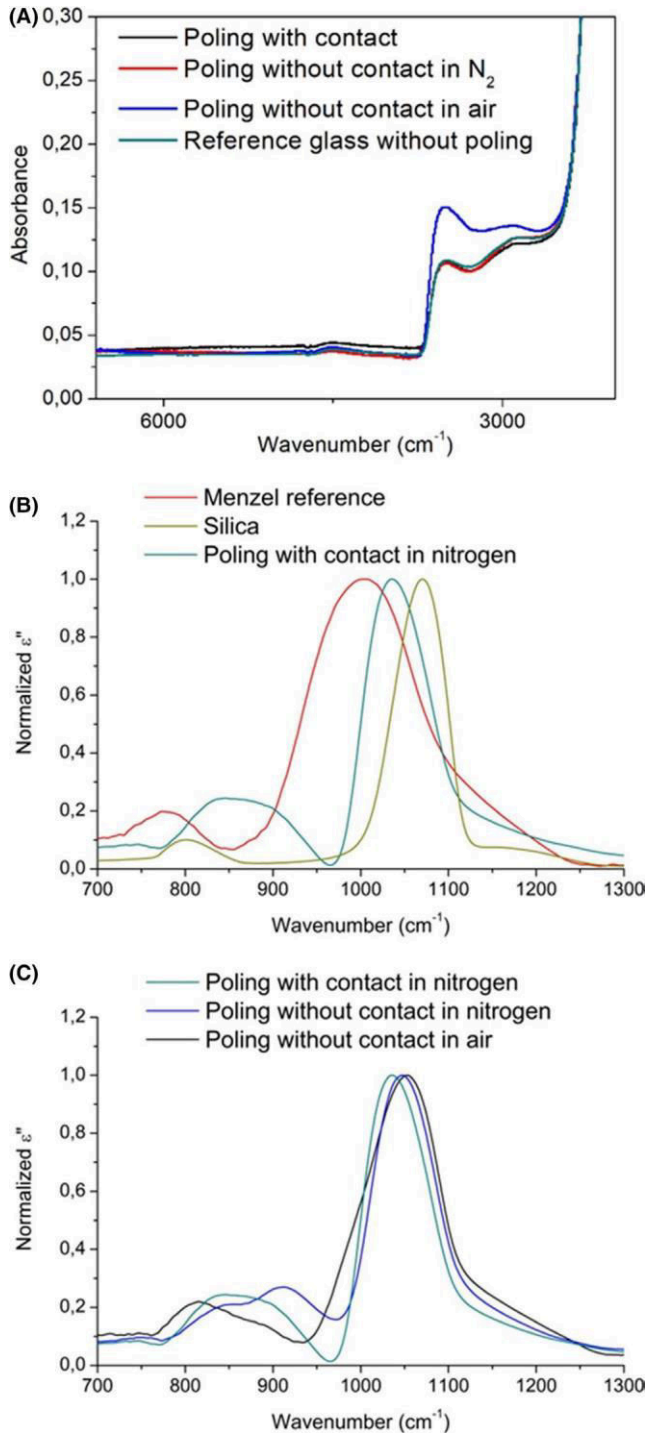 (A)
0,30
0,25
0,20
0,15
0,10
0,05
0,00
Absorbance
Poling with contact
Poling without contact in N2
Poling without contact in air
Reference glass without poling
6000 3000
Wavenumber (cm-1)
(B)
Menzel reference
Silica
Poling with contact in nitrogen
1,2
1,0
0,8
0,6
0,4
0,2
0,0
Normalized ε"
700 800 900 1000 1100 1200 1300
Wavenumber (cm-1)
(C)
Poling with contact in nitrogen
Poling without contact in nitrogen
Poling without contact in air
1,2
1,0
0,8
0,6
0,4
0,2
0,0
Normalized ε"
700 800 900 1000 1100 1200 1300
Wavenumber (cm-1)